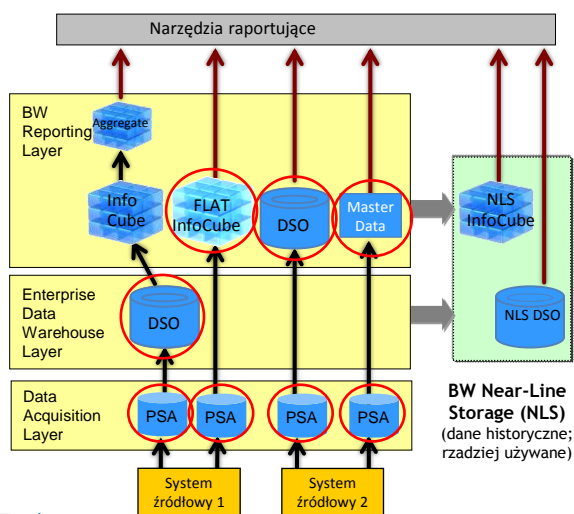 Narzędzia raportujące
BW
Reporting
Layer
Aggregate
Info
Cube
FLAT
InfoCube
DSO
Master
Data
NLS
InfoCube
Enterprise
Data
Warehouse
Layer
DSO
NLS DSO
Data
Acquisition
Layer
PSA
PSA
PSA
PSA
BW Near-Line
Storage (NLS)
(dane historyczne;
rzadziej używane)
System
źródłowy 1
System
źródłowy 2